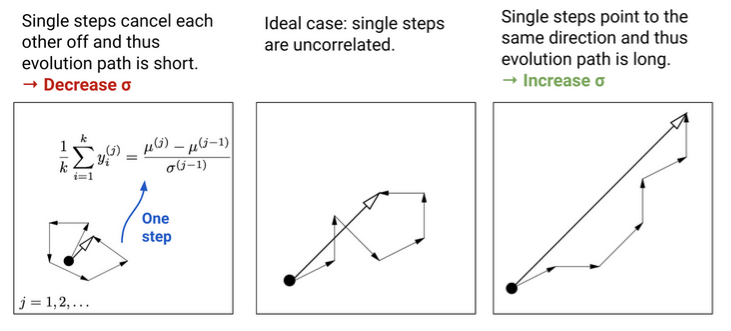 Single steps cancel each
other off and thus
evolution path is short.
→ Decrease σ
Ideal case: single steps
are uncorrelated.
Single steps point to the
same direction and thus
evolution path is long.
→ Increase σ
\frac{1}{k} \sum_{i=1}^{k} y_i^{(j)} = \frac{\mu^{(j)} - \mu^{(j-1)}}{\sigma^{(j-1)}}
One
step
j = 1, 2, . . .